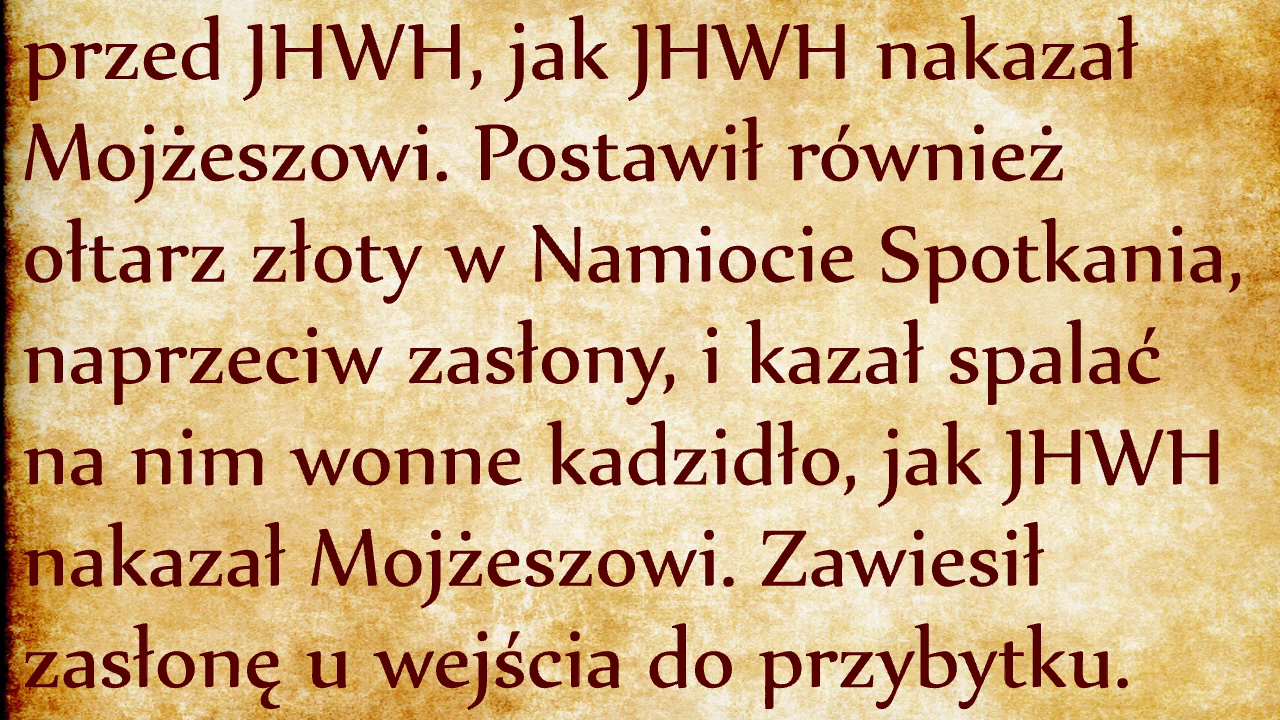 przed JHWH, jak JHWH nakazał
Mojżeszowi. Postawił również
ołtarz złoty w Namiocie Spotkania,
naprzeciw zasłony, i kazał spalać
na nim wonne kadzidło, jak JHWH
nakazał Mojżeszowi. Zawiesił
zasłonę u wejścia do przybytku.